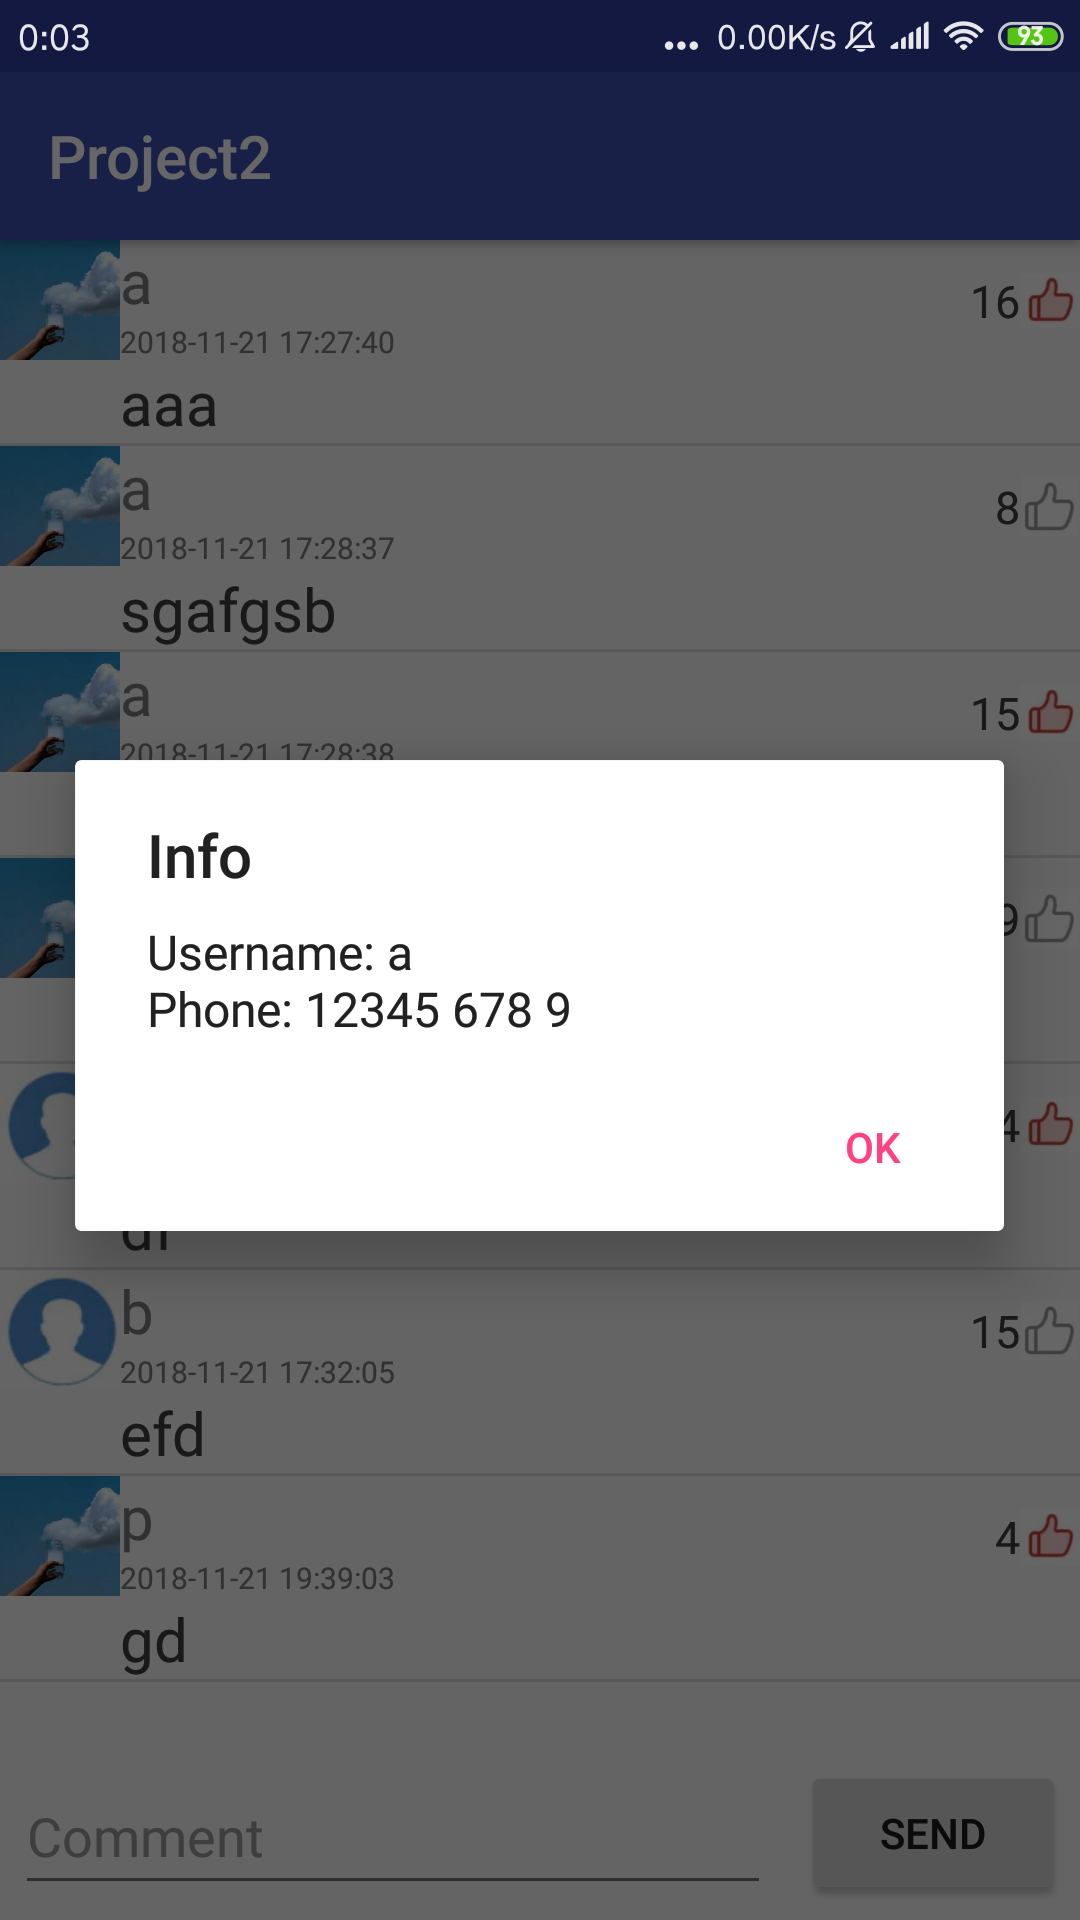 0:03 ... 0.00K/s 93
Project2
a
16
2018-11-21 17:27:40
aaa
a
8
2018-11-21 17:28:37
sgafgsb
a
15
2018-11-21 17:28:38
Info
Username: a
Phone: 12345 678 9
OK
9
4
b
15
2018-11-21 17:32:05
efd
p
4
2018-11-21 19:39:03
gd
Comment
SEND